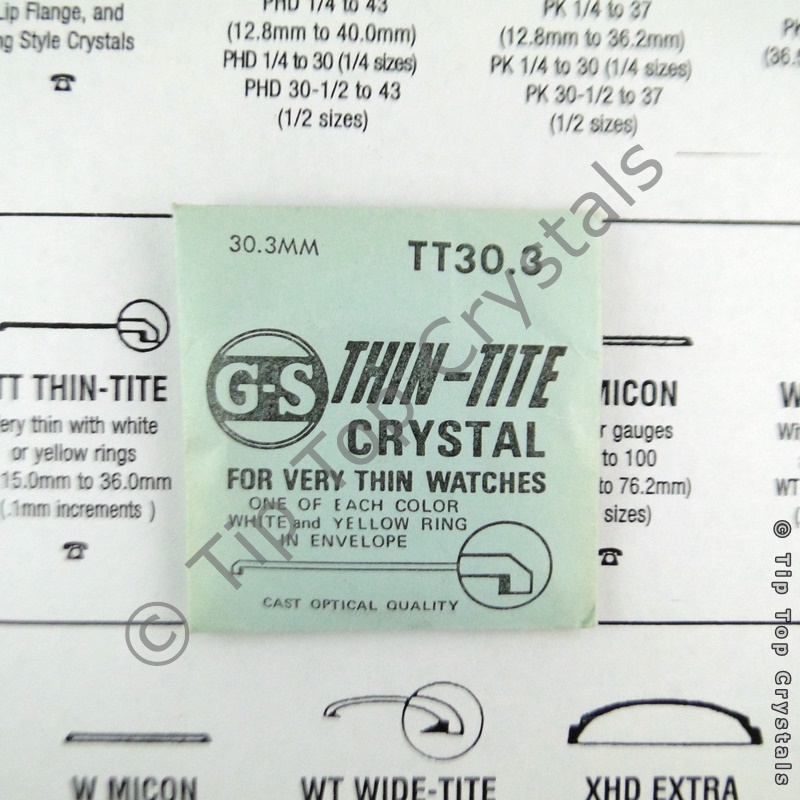 Lip Flange, and
Style Crystals
PHD 1/4 to 43
(12.8mm to 40.0mm)
PHD 1/4 to 30 (1/4 sizes)
PHD 30-1/2 to 43
(1/2 sizes)
PK 1/4 to 37
(12.8mm to 36.2mm)
PK 1/4 to 30 (1/4 sizes)
PK 30-1/2 to 37
(1/2 sizes)
30.3MM
TT30.3
G-S
THIN-TITE
CRYSTAL
FOR VERY THIN WATCHES
ONE OF EACH COLOR
WHITE and YELLOW RING
IN ENVELOPE
CAST OPTICAL QUALITY
TT THIN-TITE
very thin with white
or yellow rings
15.0mm to 36.0mm
(.1mm increments )
MICON
gauges
to 100
to 76.2mm)
sizes)
WT
W MICON
WT WIDE-TITE
XHD EXTRA
© Tip Top Crystals
© Tip Top Crystals